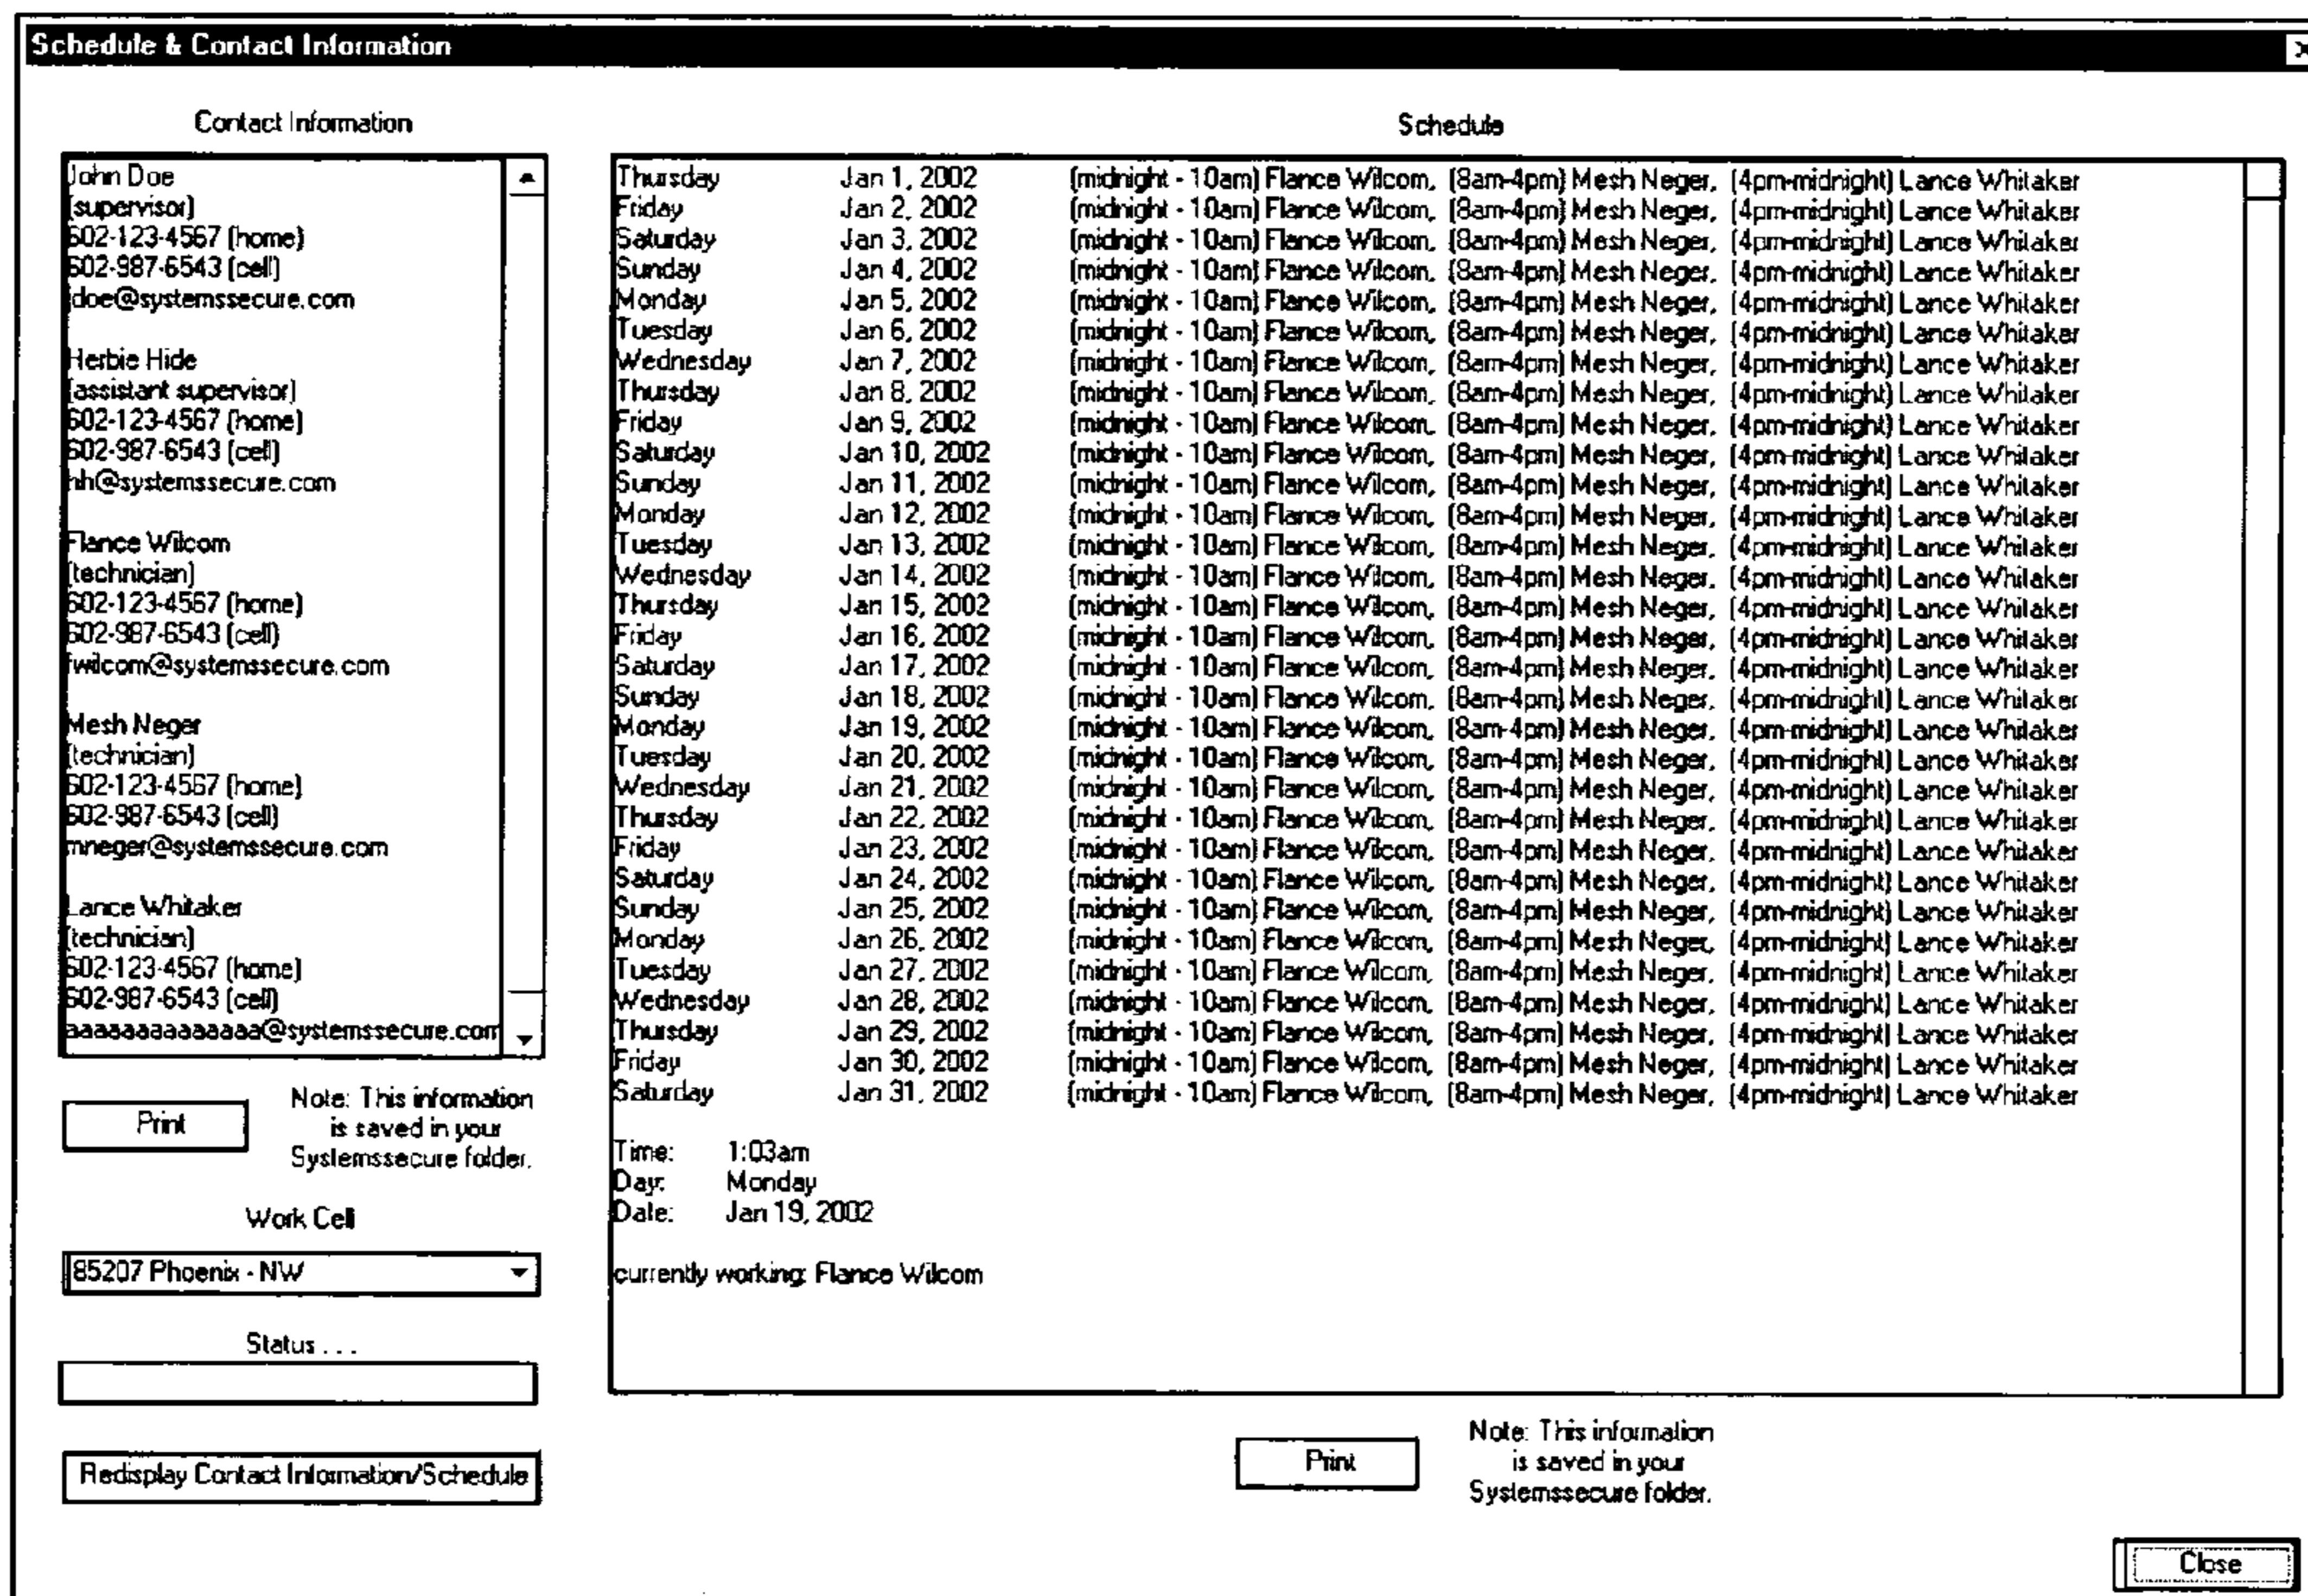 Schedule & Contact Information
Contact Information
John Doe
(supervisor)
602-123-4567 (home)
602-987-6543 (cell)
jdoe@systemssecure.com
Herbie Hide
(assistant supervisor)
602-123-4567 (home)
602-987-6543 (cell)
hh@systemssecure.com
Flance Wilcom
(technician)
602-123-4567 (home)
602-987-6543 (cell)
fwilcom@systemssecure.com
Mesh Neger
(technician)
602-123-4567 (home)
602-987-6543 (cell)
mneger@systemssecure.com
Lance Whitaker
(technician)
602-123-4567 (home)
602-987-6543 (cell)
aaaaaaaaaaaaaa@systemssecure.com
Print
Note: This information
is saved in your
Systemssecure folder.
Work Cell
85207 Phoenix - NW
Status . . .
Redisplay Contact Information/Schedule
Schedule
Thursday Jan 1, 2002 (midnight - 10am) Flance Wilcom, (8am-4pm) Mesh Neger, (4pm-midnight) Lance Whitaker
Friday Jan 2, 2002 (midnight - 10am) Flance Wilcom, (8am-4pm) Mesh Neger, (4pm-midnight) Lance Whitaker
Saturday Jan 3, 2002 (midnight - 10am) Flance Wilcom, (8am-4pm) Mesh Neger, (4pm-midnight) Lance Whitaker
Sunday Jan 4, 2002 (midnight - 10am) Flance Wilcom, (8am-4pm) Mesh Neger, (4pm-midnight) Lance Whitaker
Monday Jan 5, 2002 (midnight - 10am) Flance Wilcom, (8am-4pm) Mesh Neger, (4pm-midnight) Lance Whitaker
Tuesday Jan 6, 2002 (midnight - 10am) Flance Wilcom, (8am-4pm) Mesh Neger, (4pm-midnight) Lance Whitaker
Wednesday Jan 7, 2002 (midnight - 10am) Flance Wilcom, (8am-4pm) Mesh Neger, (4pm-midnight) Lance Whitaker
Thursday Jan 8, 2002 (midnight - 10am) Flance Wilcom, (8am-4pm) Mesh Neger, (4pm-midnight) Lance Whitaker
Friday Jan 9, 2002 (midnight - 10am) Flance Wilcom, (8am-4pm) Mesh Neger, (4pm-midnight) Lance Whitaker
Saturday Jan 10, 2002 (midnight - 10am) Flance Wilcom, (8am-4pm) Mesh Neger, (4pm-midnight) Lance Whitaker
Sunday Jan 11, 2002 (midnight - 10am) Flance Wilcom, (8am-4pm) Mesh Neger, (4pm-midnight) Lance Whitaker
Monday Jan 12, 2002 (midnight - 10am) Flance Wilcom, (8am-4pm) Mesh Neger, (4pm-midnight) Lance Whitaker
Tuesday Jan 13, 2002 (midnight - 10am) Flance Wilcom, (8am-4pm) Mesh Neger, (4pm-midnight) Lance Whitaker
Wednesday Jan 14, 2002 (midnight - 10am) Flance Wilcom, (8am-4pm) Mesh Neger, (4pm-midnight) Lance Whitaker
Thursday Jan 15, 2002 (midnight - 10am) Flance Wilcom, (8am-4pm) Mesh Neger, (4pm-midnight) Lance Whitaker
Friday Jan 16, 2002 (midnight - 10am) Flance Wilcom, (8am-4pm) Mesh Neger, (4pm-midnight) Lance Whitaker
Saturday Jan 17, 2002 (midnight - 10am) Flance Wilcom, (8am-4pm) Mesh Neger, (4pm-midnight) Lance Whitaker
Sunday Jan 18, 2002 (midnight - 10am) Flance Wilcom, (8am-4pm) Mesh Neger, (4pm-midnight) Lance Whitaker
Monday Jan 19, 2002 (midnight - 10am) Flance Wilcom, (8am-4pm) Mesh Neger, (4pm-midnight) Lance Whitaker
Tuesday Jan 20, 2002 (midnight - 10am) Flance Wilcom, (8am-4pm) Mesh Neger, (4pm-midnight) Lance Whitaker
Wednesday Jan 21, 2002 (midnight - 10am) Flance Wilcom, (8am-4pm) Mesh Neger, (4pm-midnight) Lance Whitaker
Thursday Jan 22, 2002 (midnight - 10am) Flance Wilcom, (8am-4pm) Mesh Neger, (4pm-midnight) Lance Whitaker
Friday Jan 23, 2002 (midnight - 10am) Flance Wilcom, (8am-4pm) Mesh Neger, (4pm-midnight) Lance Whitaker
Saturday Jan 24, 2002 (midnight - 10am) Flance Wilcom, (8am-4pm) Mesh Neger, (4pm-midnight) Lance Whitaker
Sunday Jan 25, 2002 (midnight - 10am) Flance Wilcom, (8am-4pm) Mesh Neger, (4pm-midnight) Lance Whitaker
Monday Jan 26, 2002 (midnight - 10am) Flance Wilcom, (8am-4pm) Mesh Neger, (4pm-midnight) Lance Whitaker
Tuesday Jan 27, 2002 (midnight - 10am) Flance Wilcom, (8am-4pm) Mesh Neger, (4pm-midnight) Lance Whitaker
Wednesday Jan 28, 2002 (midnight - 10am) Flance Wilcom, (8am-4pm) Mesh Neger, (4pm-midnight) Lance Whitaker
Thursday Jan 29, 2002 (midnight - 10am) Flance Wilcom, (8am-4pm) Mesh Neger, (4pm-midnight) Lance Whitaker
Friday Jan 30, 2002 (midnight - 10am) Flance Wilcom, (8am-4pm) Mesh Neger, (4pm-midnight) Lance Whitaker
Saturday Jan 31, 2002 (midnight - 10am) Flance Wilcom, (8am-4pm) Mesh Neger, (4pm-midnight) Lance Whitaker
Time: 1:03am
Day: Monday
Date: Jan 19, 2002
currently working: Flance Wilcom
Print
Note: This information
is saved in your
Systemssecure folder.
Close